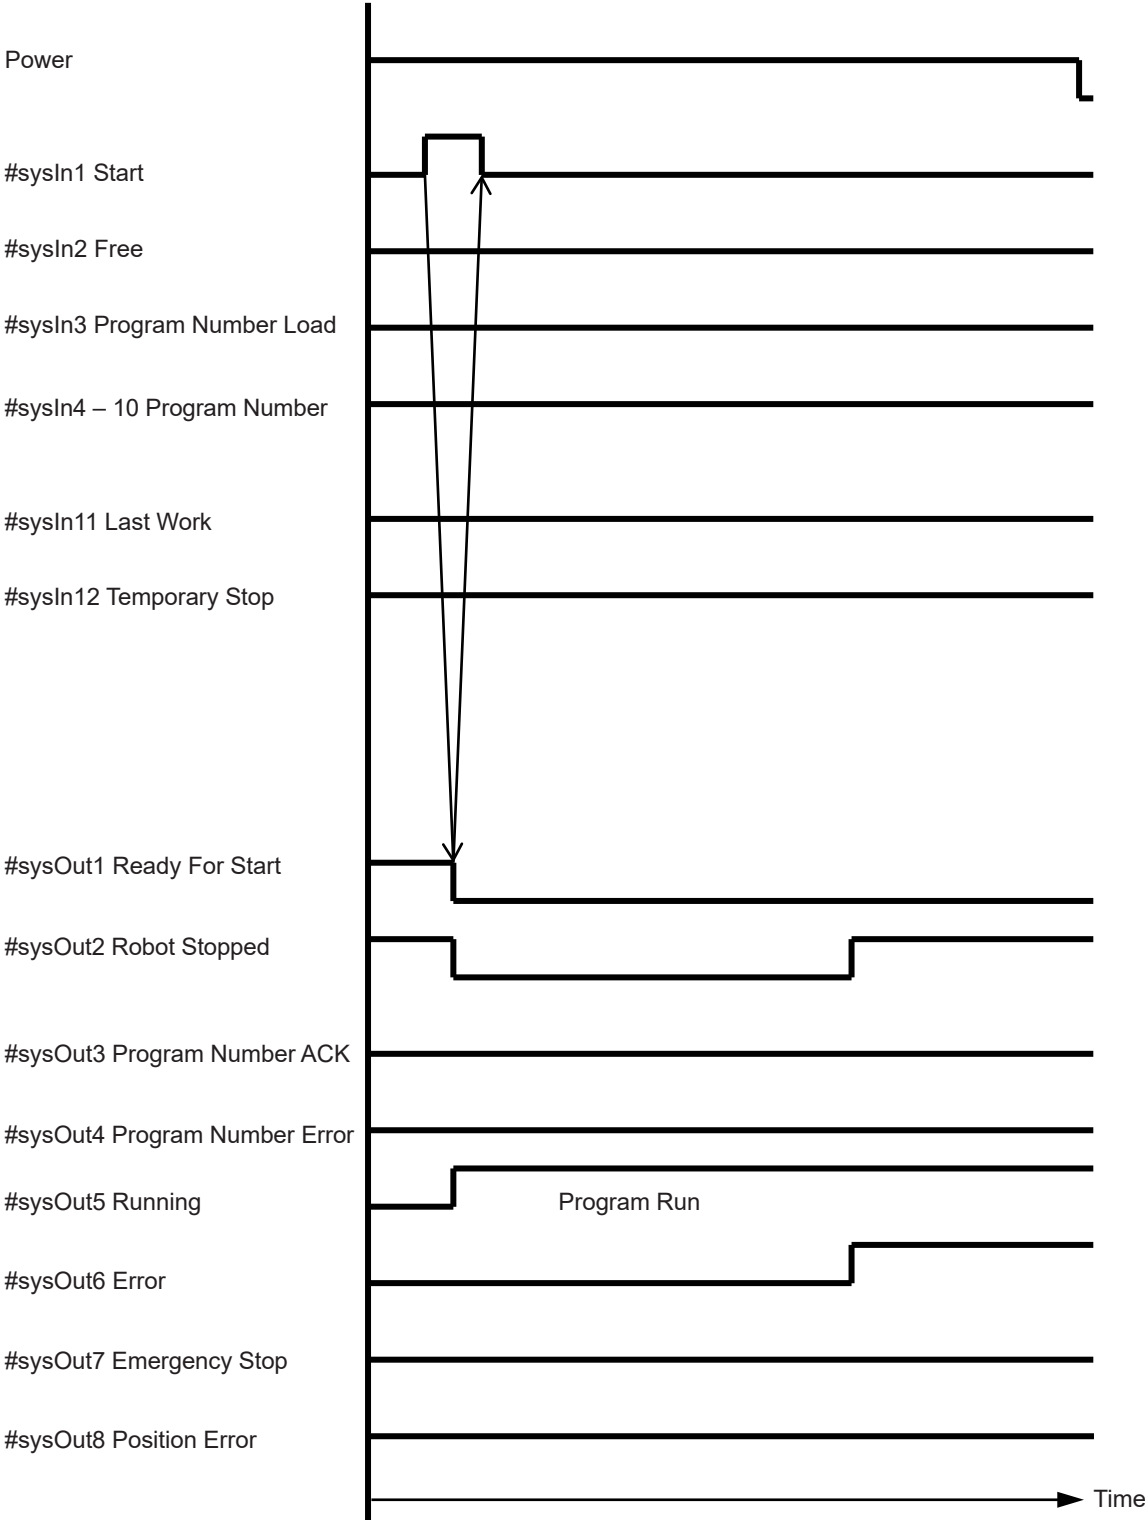 Power
#sysIn1 Start
#sysIn2 Free
#sysIn3 Program Number Load
#sysIn4 – 10 Program Number
#sysIn11 Last Work
#sysIn12 Temporary Stop
#sysOut1 Ready For Start
#sysOut2 Robot Stopped
#sysOut3 Program Number ACK
#sysOut4 Program Number Error
#sysOut5 Running
Program Run
#sysOut6 Error
#sysOut7 Emergency Stop
#sysOut8 Position Error
Time